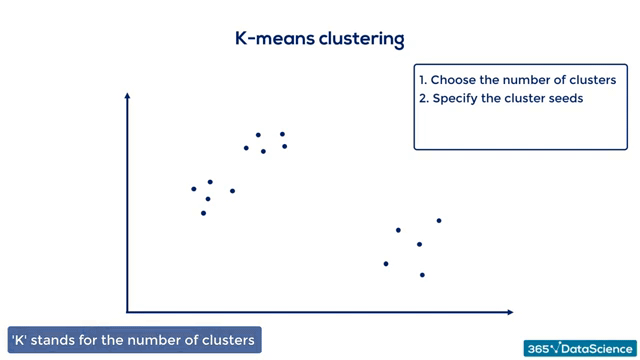 K-means clustering
1. Choose the number of clusters
2. Specify the cluster seeds
'K' stands for the number of clusters
365 DataScience